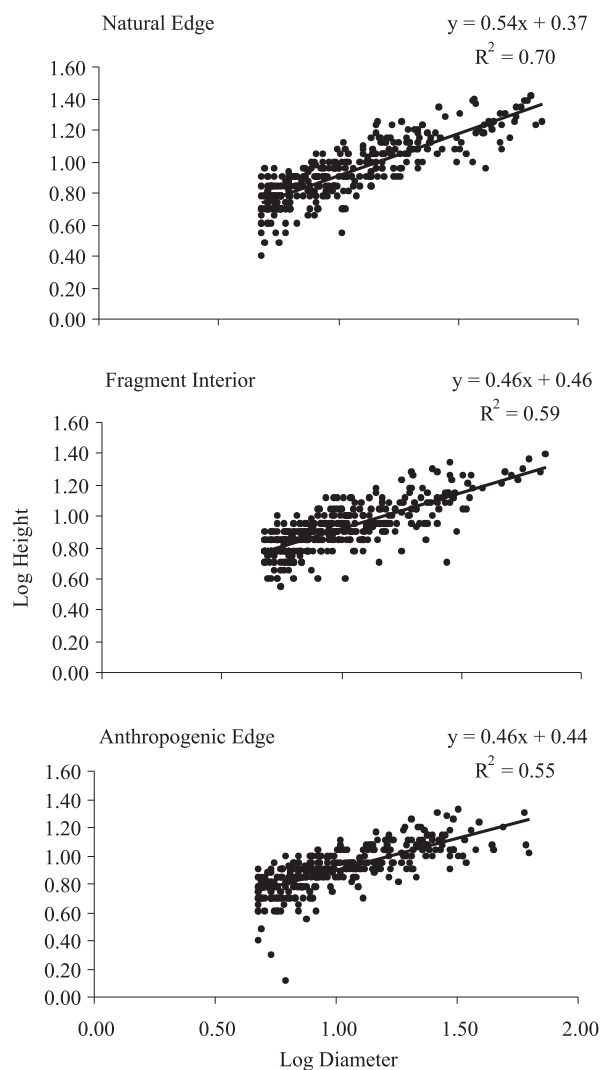 Natural Edge
y = 0.54x + 0.37
R² = 0.70
1.60
1.40
1.20
1.00
0.80
0.60
0.40
0.20
0.00
Fragment Interior
y = 0.46x + 0.46
R² = 0.59
1.60
1.40
1.20
1.00
0.80
0.60
0.40
0.20
0.00
Log Height
Anthropogenic Edge
y = 0.46x + 0.44
R² = 0.55
1.60
1.40
1.20
1.00
0.80
0.60
0.40
0.20
0.00
0.00 0.50 1.00 1.50 2.00
Log Diameter